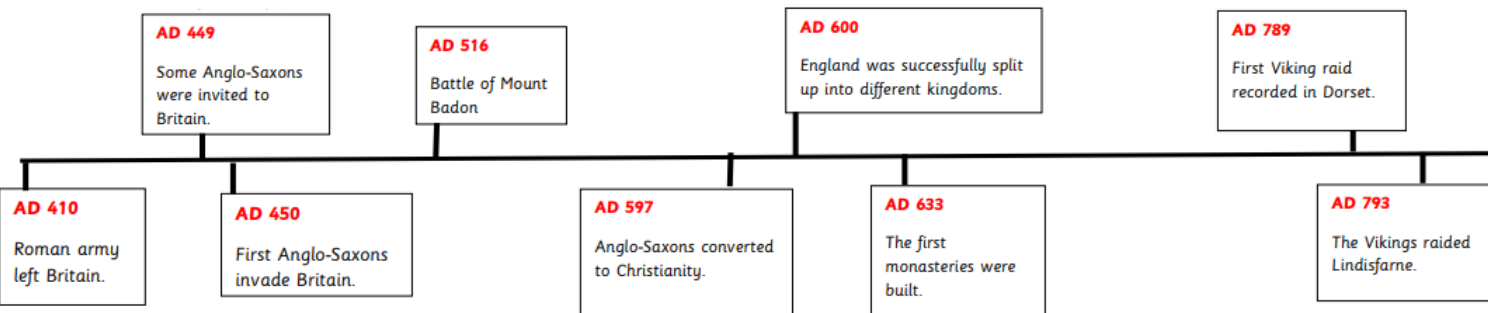 AD 449
Some Anglo-Saxons
were invited to
Britain.
AD 516
Battle of Mount
Badon
AD 600
England was successfully split
up into different kingdoms.
AD 789
First Viking raid
recorded in Dorset.
AD 410
Roman army
left Britain.
AD 450
First Anglo-Saxons
invade Britain.
AD 597
Anglo-Saxons converted
to Christianity.
AD 633
The first
monasteries were
built.
AD 793
The Vikings raided
Lindisfarne.